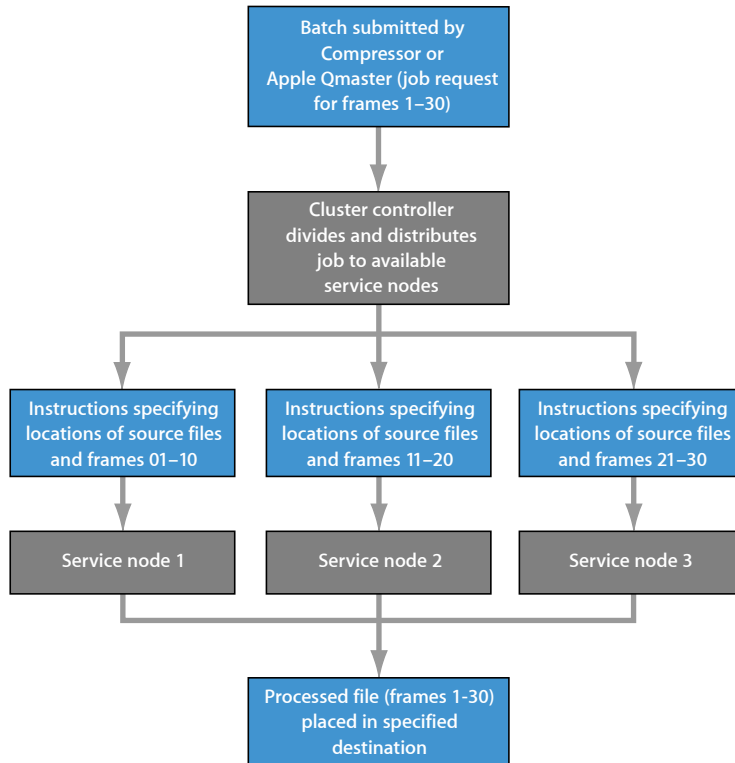 Batch submitted by
Compressor or
Apple Qmaster (job request
for frames 1–30)
Cluster controller
divides and distributes
job to available
service nodes
Instructions specifying
locations of source files
and frames 01–10
Instructions specifying
locations of source files
and frames 11–20
Instructions specifying
locations of source files
and frames 21–30
Service node 1
Service node 2
Service node 3
Processed file (frames 1-30)
placed in specified
destination